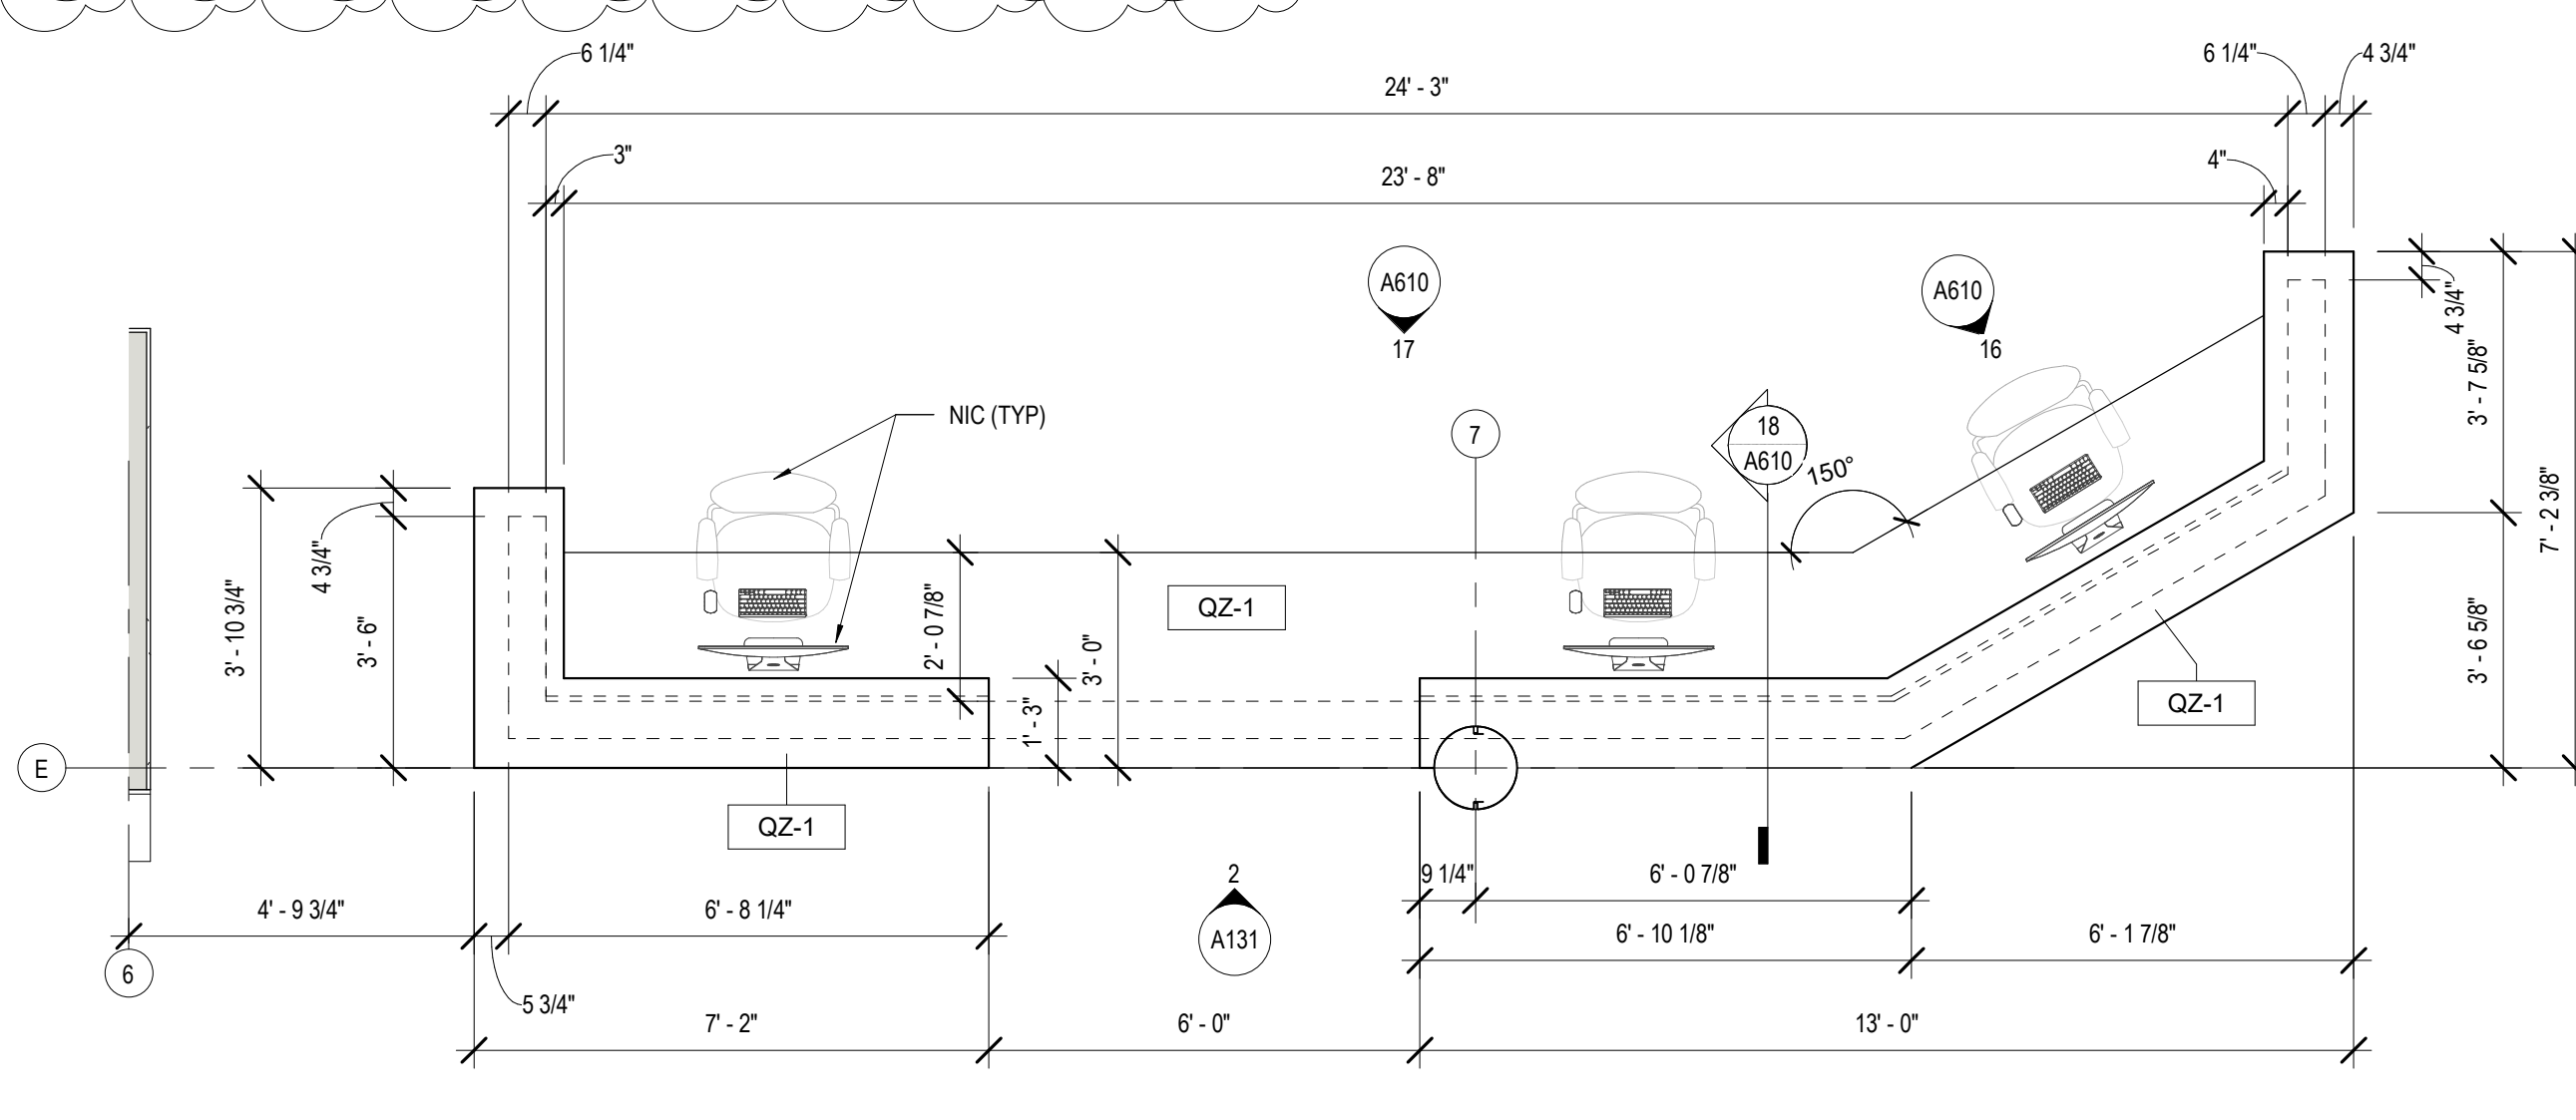 6 1/4"
6 1/4"
4 3/4"
24' - 3"
3"
4"
23' - 8"
A610
17
A610
16
4 3/4"
3' - 7 5/8"
7' - 2 3/8"
NIC (TYP)
7
18
A610
150°
4 3/4"
3' - 10 3/4"
3' - 6"
2' - 0 7/8"
3' - 0"
1' - 3"
QZ-1
3' - 6 5/8"
QZ-1
E
QZ-1
2
A131
9 1/4"
6' - 0 7/8"
4' - 9 3/4"
6' - 8 1/4"
6' - 10 1/8"
6' - 1 7/8"
6
5 3/4"
7' - 2"
6' - 0"
13' - 0"